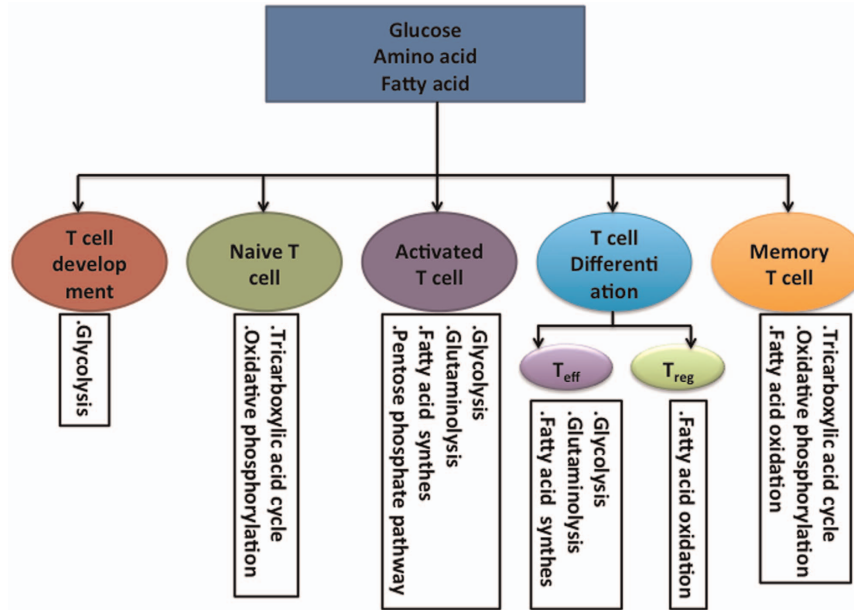 Glucose
Amino acid
Fatty acid
T cell
develop
ment
Naive T
cell
Activated
T cell
T cell
Differenti
ation
Memory
T cell
.Glycolysis
.Tricarboxylic acid cycle
.Oxidative phosphorylation
.Glycolysis
.Glutaminolysis
.Fatty acid synthes
.Pentose phosphate pathway
Teff
Treg
.Glycolysis
.Glutaminolysis
.Fatty acid synthes
.Fatty acid oxidation
.Tricarboxylic acid cycle
.Oxidative phosphorylation
.Fatty acid oxidation